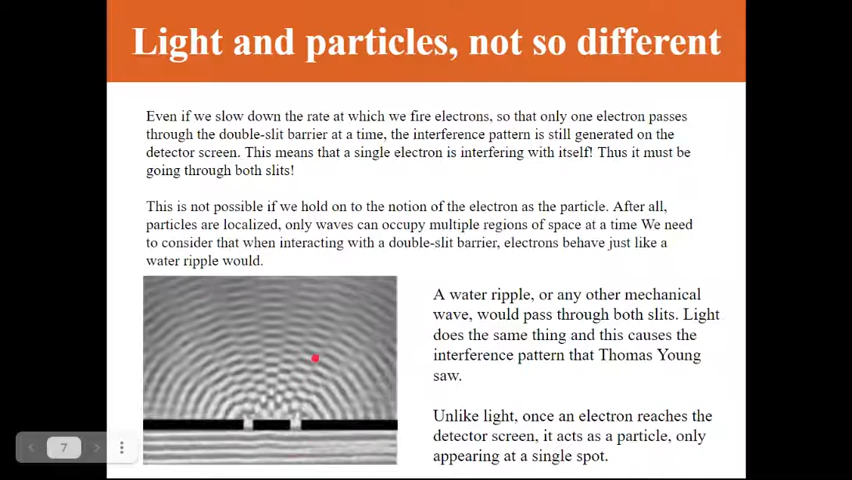 Light and particles, not so different
Even if we slow down the rate at which we fire electrons, so that only one electron passes
through the double-slit barrier at a time, the interference pattern is still generated on the
detector screen. This means that a single electron is interfering with itself! Thus it must be
going through both slits!
This is not possible if we hold on to the notion of the electron as the particle. After all,
particles are localized, only waves can occupy multiple regions of space at a time We need
to consider that when interacting with a double-slit barrier, electrons behave just like a
water ripple would.
A water ripple, or any other mechanical
wave, would pass through both slits. Light
does the same thing and this causes the
interference pattern that Thomas Young
saw.
Unlike light, once an electron reaches the
detector screen, it acts as a particle, only
appearing at a single spot.
7